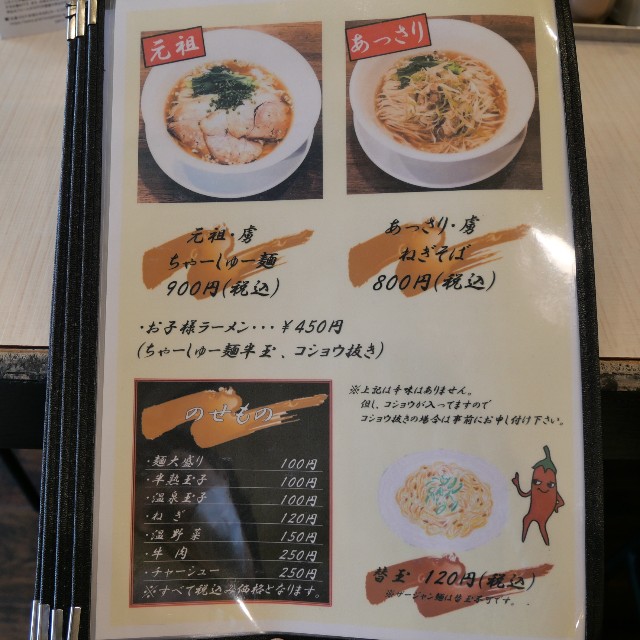 元祖
あっさり
元祖・虜
ちゃーしゅー麺
900円(税込)
あっさり・虜
ねぎそば
800円(税込)
・お子様ラーメン・・・￥450円
(ちゃーしゅー麺半玉、コショウ抜き)
のせもの
・麺大盛り 100円
・半熟玉子 100円
・温泉玉子 100円
・ねぎ 120円
・温野菜 150円
・牛肉 250円
・チャーシュー 250円
※すべて税込み価格となります。
※上記は辛味はありません。
但し、コショウが入ってますので
コショウ抜きの場合は事前にお申し付け下さい。
替玉 120円(税込)